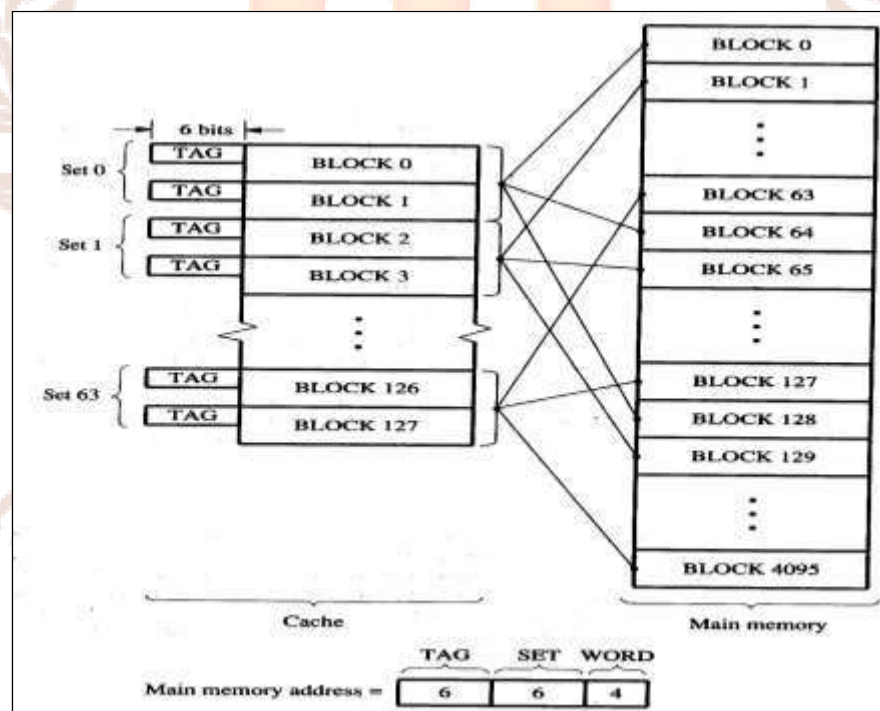 6 bits
Set 0
TAG
BLOCK 0
TAG
BLOCK 1
Set 1
TAG
BLOCK 2
TAG
BLOCK 3
Set 63
TAG
BLOCK 126
TAG
BLOCK 127
Cache
BLOCK 0
BLOCK 1
BLOCK 63
BLOCK 64
BLOCK 65
BLOCK 127
BLOCK 128
BLOCK 129
BLOCK 4095
Main memory
TAG SET WORD
Main memory address = 6 6 4